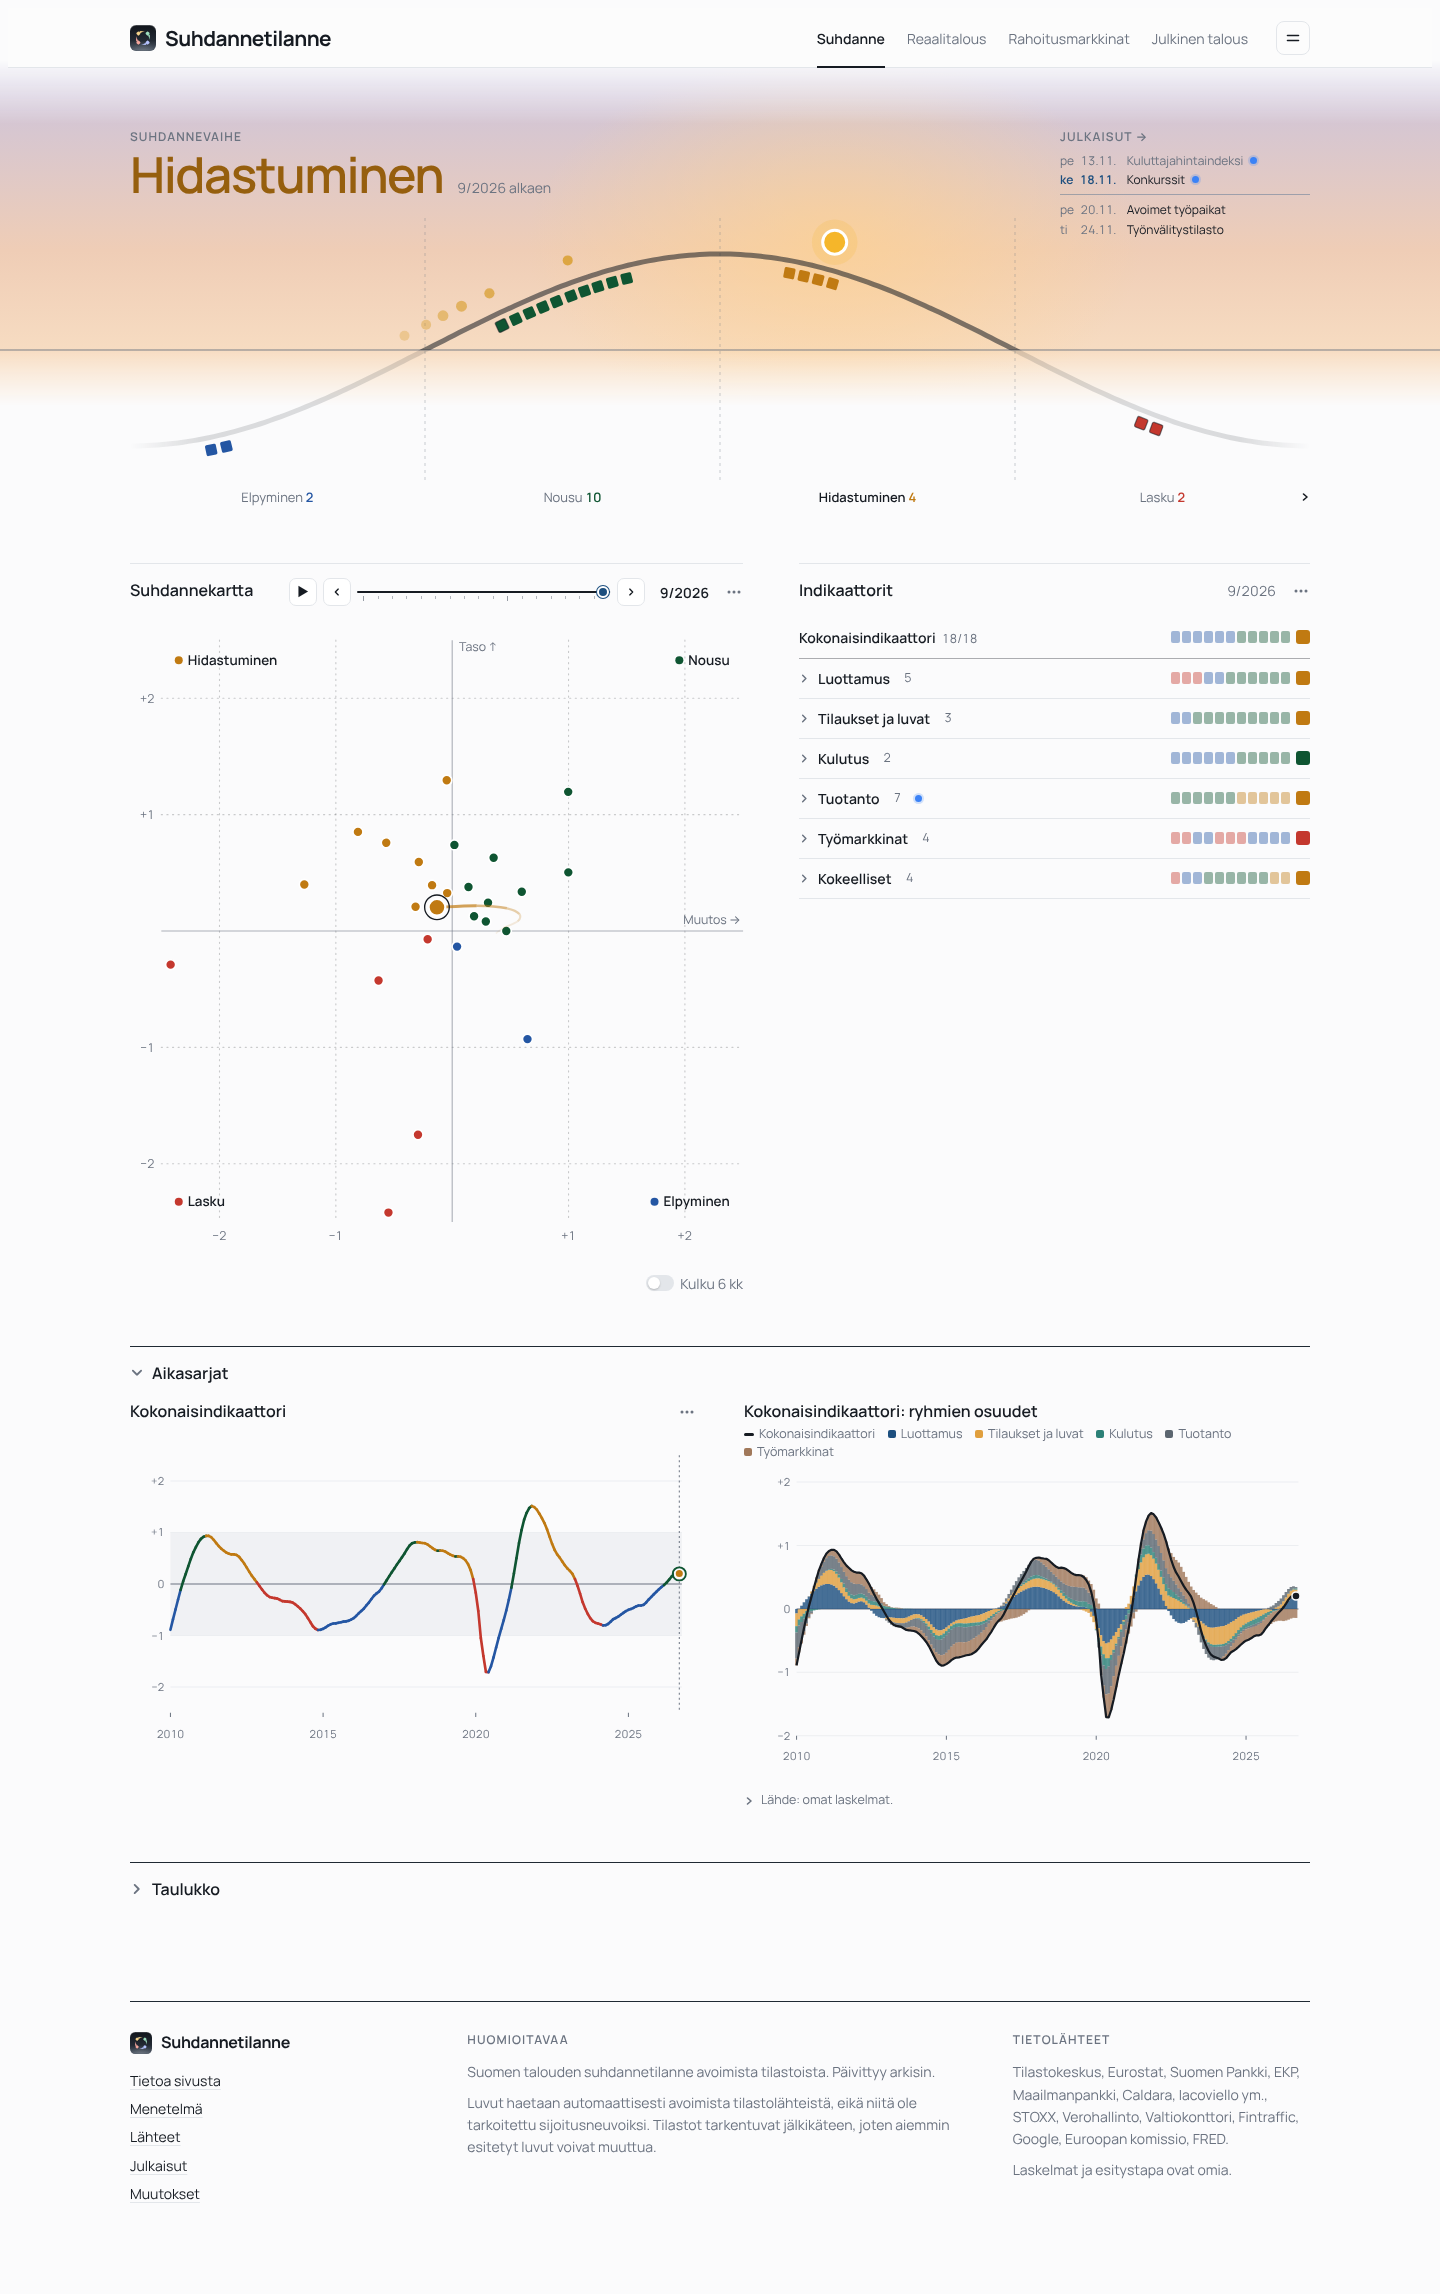 Suhdannetilanne
Suhdanne Reaalitalous Rahoitusmarkkinat Julkinen talous
SUHDANNEVAIHE
Hidastuminen 9/2026 alkaen
JULKAISUT →
pe 13.11. Kuluttajahintaindeksi
ke 18.11. Konkurssit
pe 20.11. Avoimet työpaikat
ti 24.11. Työnvälitystilasto
Elpyminen 2 Nousu 10 Hidastuminen 4 Lasku 2
Suhdannekartta 9/2026
Taso ↑
Hidastuminen Nousu
+2
+1
Muutos →
−1
−2
Lasku Elpyminen
−2 −1 +1 +2
Kulku 6 kk
Indikaattorit 9/2026
Kokonaisindikaattori 18/18
Luottamus 5
Tilaukset ja luvat 3
Kulutus 2
Tuotanto 7
Työmarkkinat 4
Kokeelliset 4
Aikasarjat
Kokonaisindikaattori
+2
+1
0
−1
−2
2010 2015 2020 2025
Kokonaisindikaattori: ryhmien osuudet
Kokonaisindikaattori Luottamus Tilaukset ja luvat Kulutus Tuotanto
Työmarkkinat
+2
+1
0
−1
−2
2010 2015 2020 2025
Lähde: omat laskelmat.
Taulukko
Suhdannetilanne
Tietoa sivusta
Menetelmä
Lähteet
Julkaisut
Muutokset
HUOMIOITAVAA
Suomen talouden suhdannetilanne avoimista tilastoista. Päivittyy arkisin.
Luvut haetaan automaattisesti avoimista tilastolähteistä, eikä niitä ole
tarkoitettu sijoitusneuvoiksi. Tilastot tarkentuvat jälkikäteen, joten aiemmin
esitetyt luvut voivat muuttua.
TIETOLÄHTEET
Tilastokeskus, Eurostat, Suomen Pankki, EKP,
Maailmanpankki, Caldara, Iacoviello ym.,
STOXX, Verohallinto, Valtiokonttori, Fintraffic,
Google, Euroopan komissio, FRED.
Laskelmat ja esitystapa ovat omia.